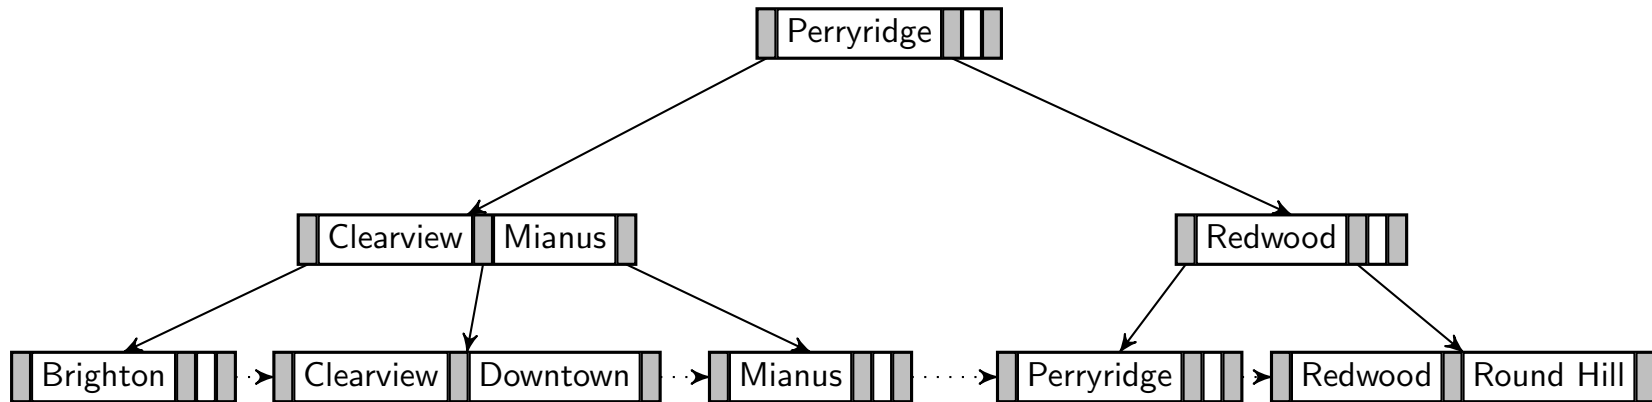 Perryridge
Clearview Mianus Redwood
Brighton Clearview Downtown Mianus Perryridge Redwood Round Hill